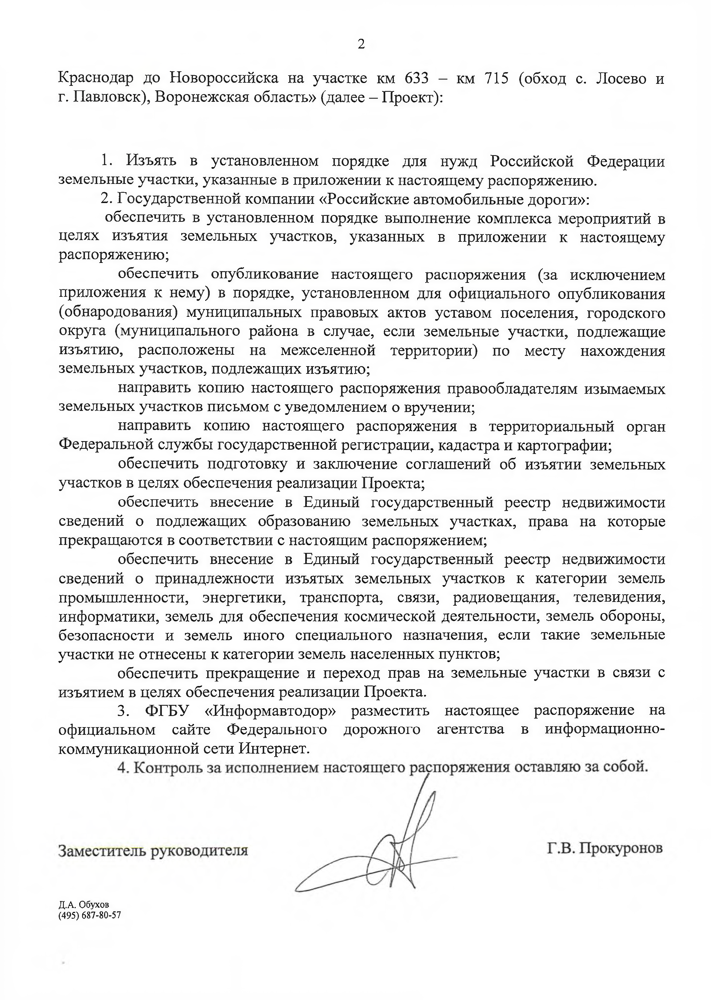 2
Краснодар до Новороссийска на участке км 633 – км 715 (обход с. Лосево и
г. Павловск), Воронежская область» (далее – Проект):
1. Изъять в установленном порядке для нужд Российской Федерации
земельные участки, указанные в приложении к настоящему распоряжению.
2. Государственной компании «Российские автомобильные дороги»:
обеспечить в установленном порядке выполнение комплекса мероприятий в
целях изъятия земельных участков, указанных в приложении к настоящему
распоряжению;
обеспечить опубликование настоящего распоряжения (за исключением
приложения к нему) в порядке, установленном для официального опубликования
(обнародования) муниципальных правовых актов уставом поселения, городского
округа (муниципального района в случае, если земельные участки, подлежащие
изъятию, расположены на межселенной территории) по месту нахождения
земельных участков, подлежащих изъятию;
направить копию настоящего распоряжения правообладателям изымаемых
земельных участков письмом с уведомлением о вручении;
направить копию настоящего распоряжения в территориальный орган
Федеральной службы государственной регистрации, кадастра и картографии;
обеспечить подготовку и заключение соглашений об изъятии земельных
участков в целях обеспечения реализации Проекта;
обеспечить внесение в Единый государственный реестр недвижимости
сведений о подлежащих образованию земельных участках, права на которые
прекращаются в соответствии с настоящим распоряжением;
обеспечить внесение в Единый государственный реестр недвижимости
сведений о принадлежности изъятых земельных участков к категории земель
промышленности, энергетики, транспорта, связи, радиовещания, телевидения,
информатики, земель для обеспечения космической деятельности, земель обороны,
безопасности и земель иного специального назначения, если такие земельные
участки не отнесены к категории земель населенных пунктов;
обеспечить прекращение и переход прав на земельные участки в связи с
изъятием в целях обеспечения реализации Проекта.
3. ФГБУ «Информавтодор» разместить настоящее распоряжение на
официальном сайте Федерального дорожного агентства в информационно-
коммуникационной сети Интернет.
4. Контроль за исполнением настоящего распоряжения оставляю за собой.
Заместитель руководителя Г.В. Прокуронов
Д.А. Обухов
(495) 687-80-57